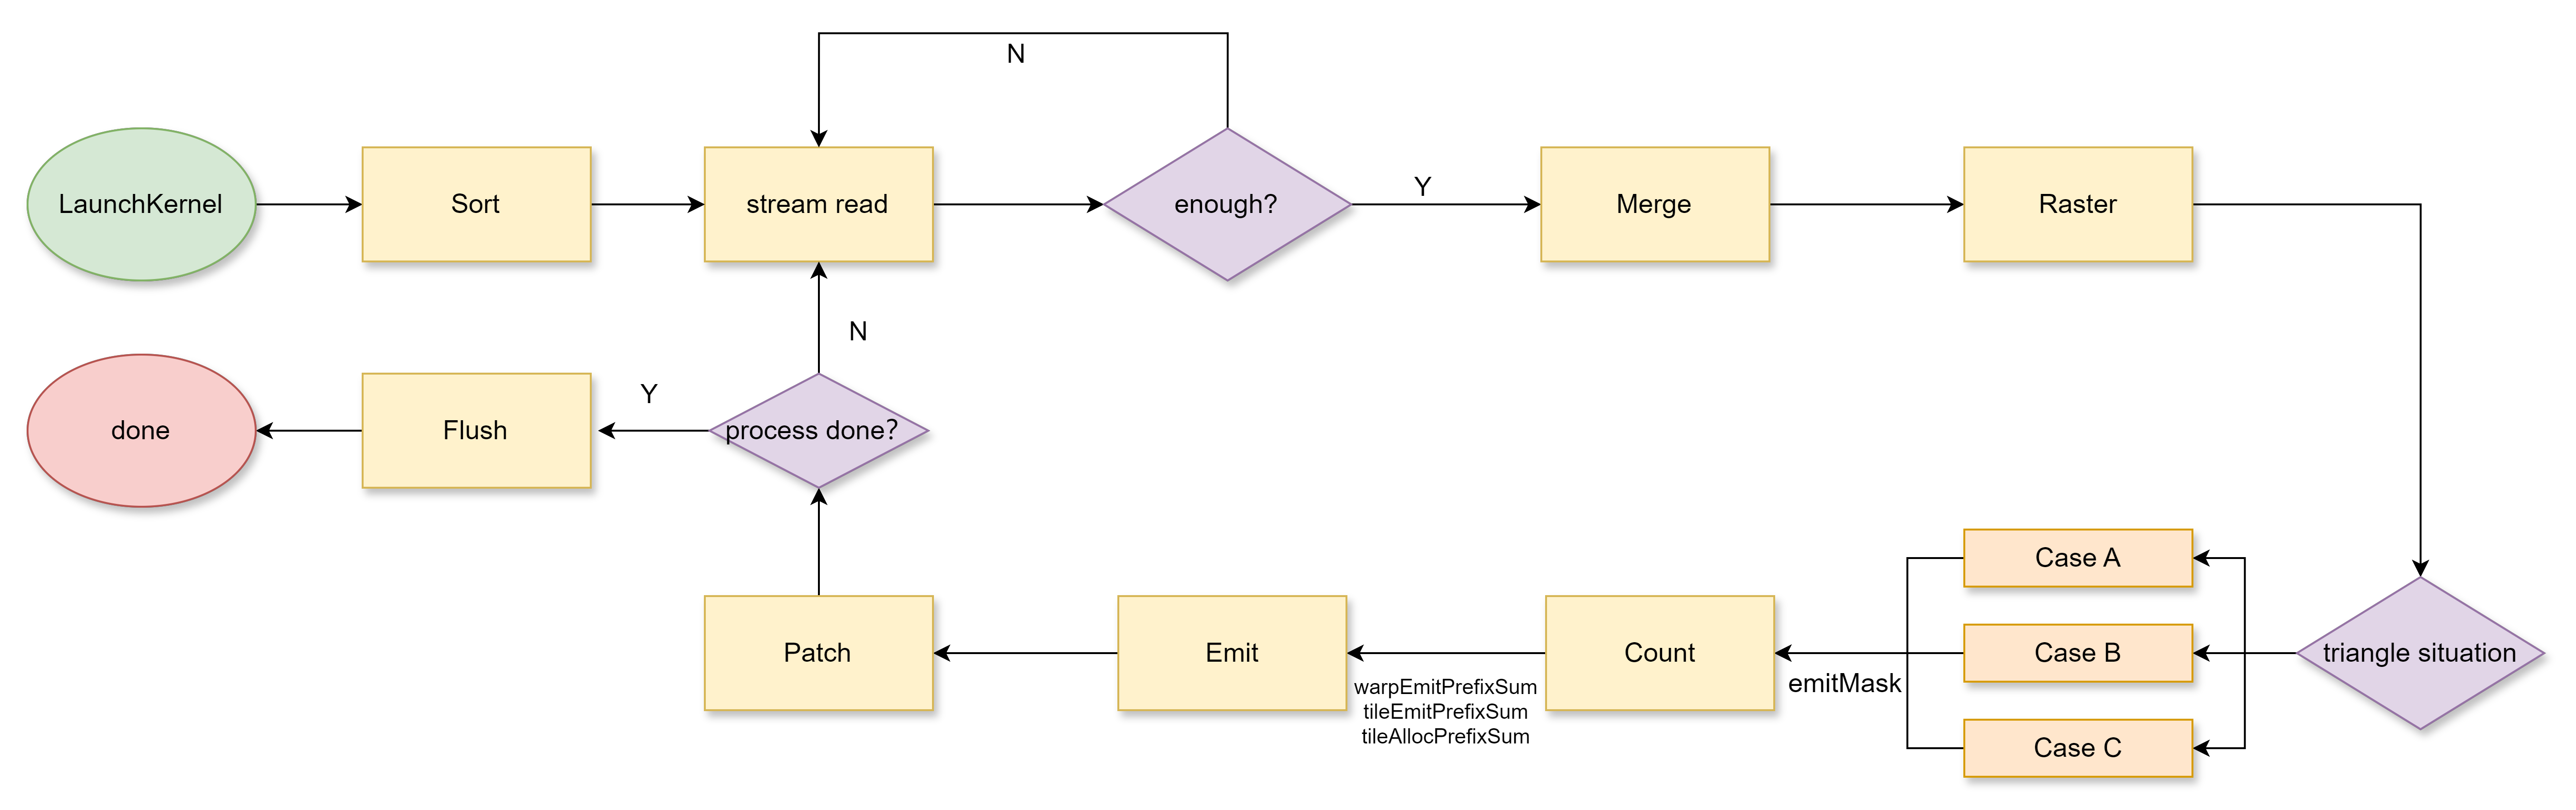 N
LaunchKernel
Sort
stream read
enough?
Y
Merge
Raster
N
done
Flush
Y
process done?
Patch
Emit
warpEmitPrefixSum
tileEmitPrefixSum
tileAllocPrefixSum
Count
emitMask
Case A
Case B
Case C
triangle situation